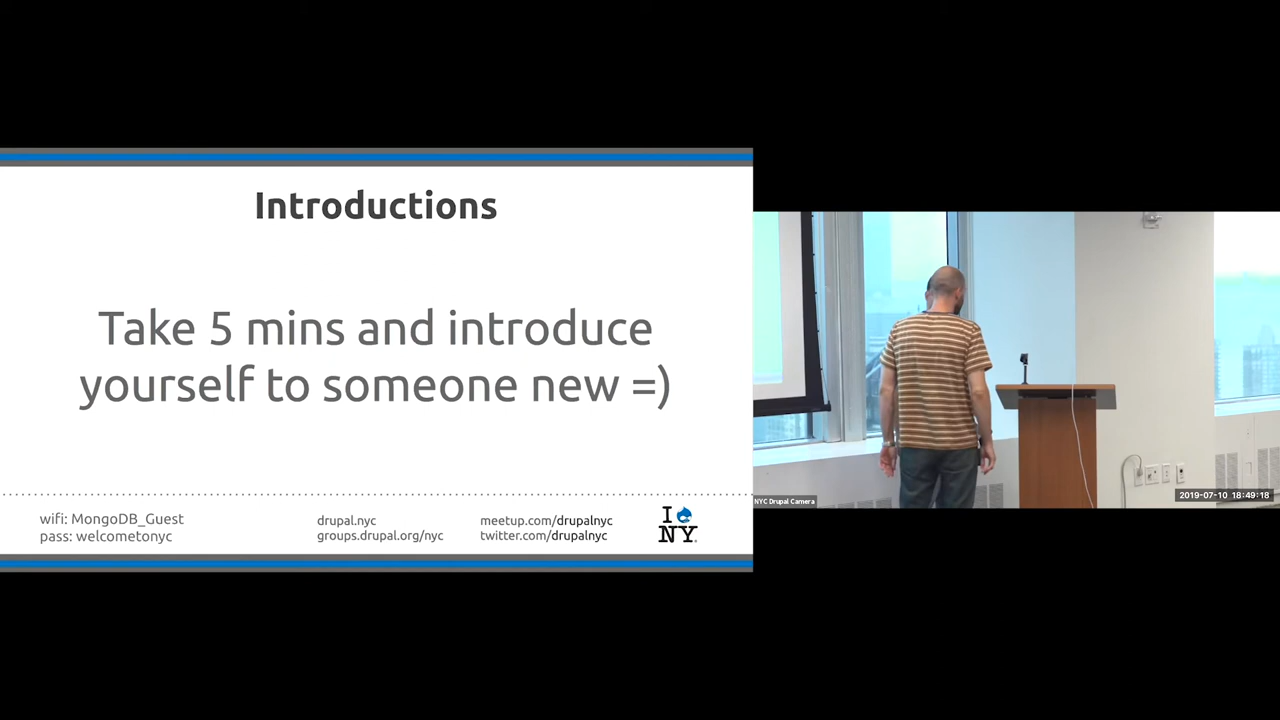 Introductions
Take 5 mins and introduce
yourself to someone new =)
wifi: MongoDB_Guest
pass: welcometonyc
drupal.nyc
groups.drupal.org/nyc
meetup.com/drupalnyc
twitter.com/drupalnyc
I
NY
NYC Drupal Camera
2019-07-10 18:49:18